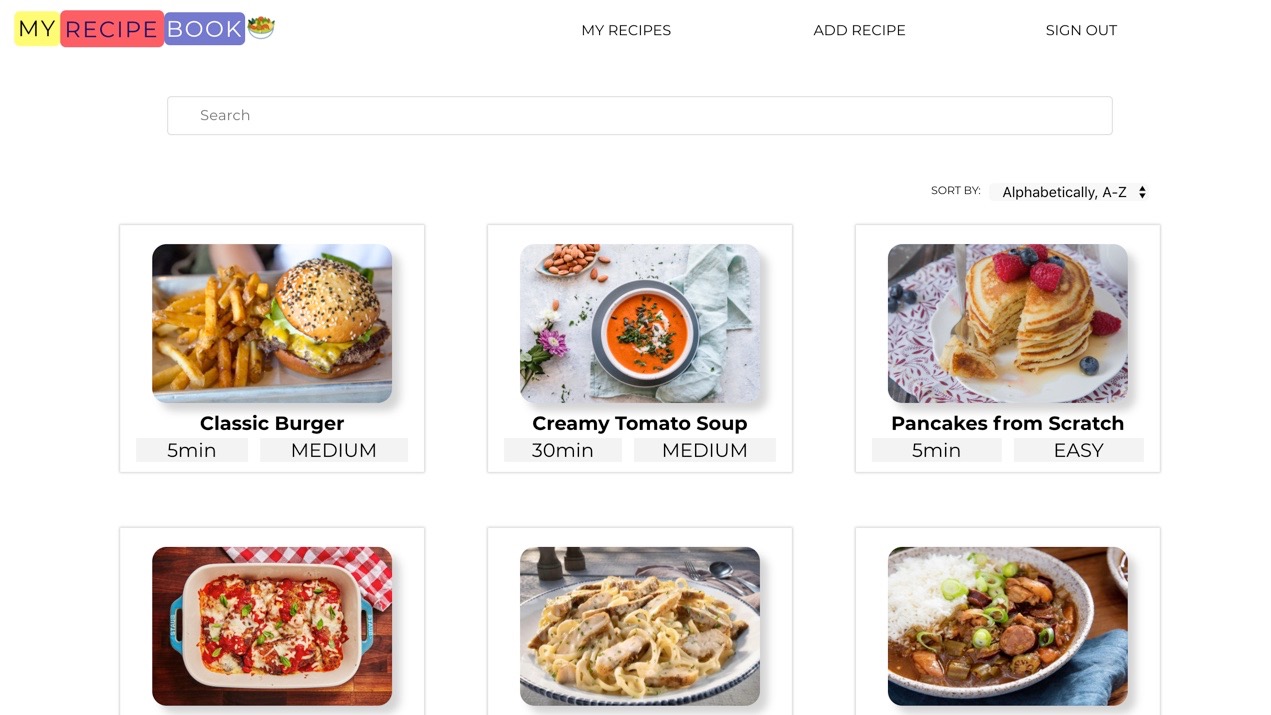 MY RECIPE BOOK
MY RECIPES
ADD RECIPE
SIGN OUT
Search
SORT BY: Alphabetically, A-Z
Classic Burger
5min MEDIUM
Creamy Tomato Soup
30min MEDIUM
Pancakes from Scratch
5min EASY
STAUB